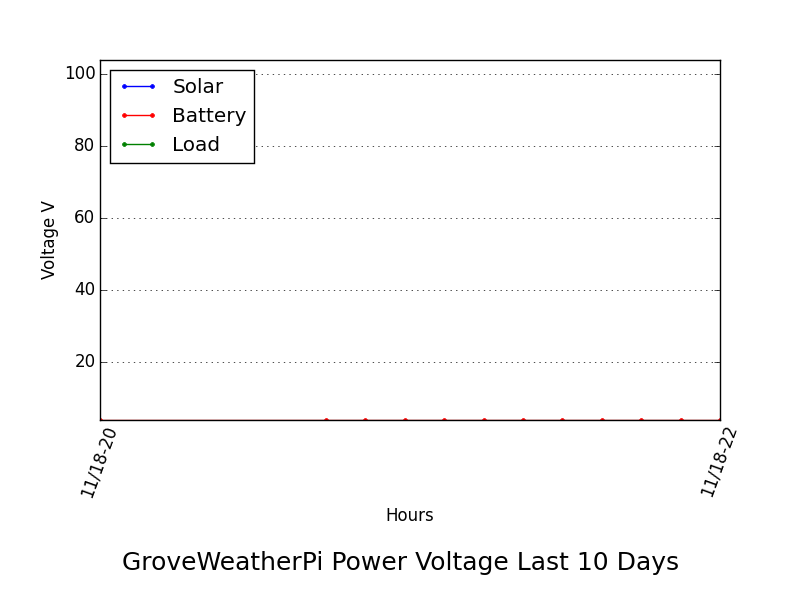 100
80
60
40
20
Voltage V
Solar
Battery
Load
11/18-20
11/18-22
Hours
GroveWeatherPi Power Voltage Last 10 Days